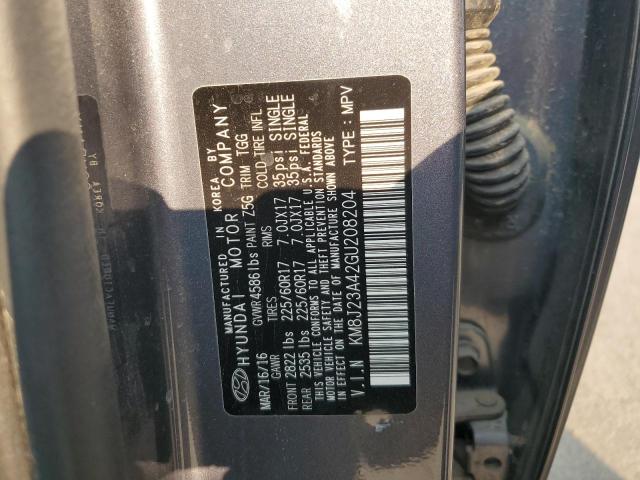 MANUFACTURED IN KOREA BY
HYUNDAI MOTOR COMPANY
MAR/16/16 GVWR 4586 lbs PAINT Z5G TRIM TGG
GAWR TIRES RIMS COLD TIRE INFL
FRONT 2822 lbs 225/60R17 7.0JX17 35psi SINGLE
REAR 2535 lbs 225/60R17 7.0JX17 35psi SINGLE
THIS VEHICLE CONFORMS TO ALL APPLICABLE U.S.A. FEDERAL
MOTOR VEHICLE SAFETY AND THEFT PREVENTION STANDARDS
IN EFFECT ON THE DATE OF MANUFACTURE SHOWN ABOVE
V.I.N KM8J23A42GU208204 TYPE : MPV